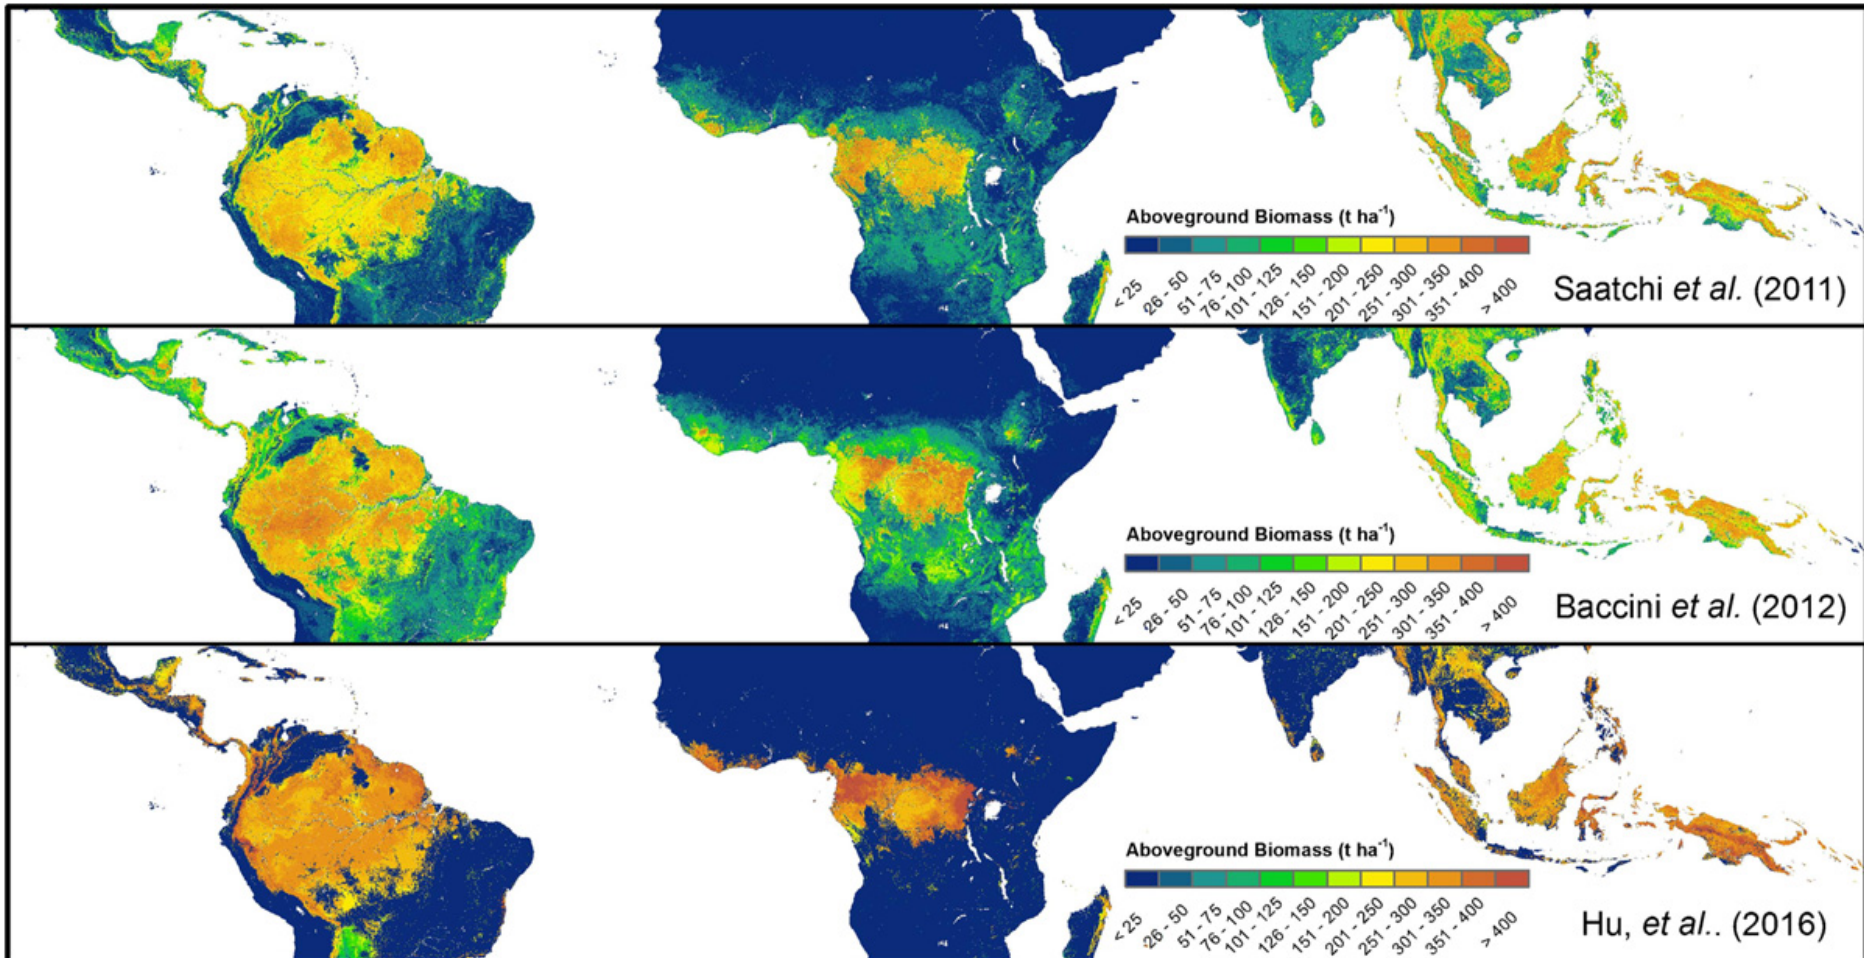 Aboveground Biomass (t ha⁻¹)
< 25
26 - 50
51 - 75
76 - 100
101 - 125
126 - 150
151 - 200
201 - 250
251 - 300
301 - 350
351 - 400
> 400
Saatchi et al. (2011)
Aboveground Biomass (t ha⁻¹)
< 25
26 - 50
51 - 75
76 - 100
101 - 125
126 - 150
151 - 200
201 - 250
251 - 300
301 - 350
351 - 400
> 400
Baccini et al. (2012)
Aboveground Biomass (t ha⁻¹)
< 25
26 - 50
51 - 75
76 - 100
101 - 125
126 - 150
151 - 200
201 - 250
251 - 300
301 - 350
351 - 400
> 400
Hu, et al.. (2016)